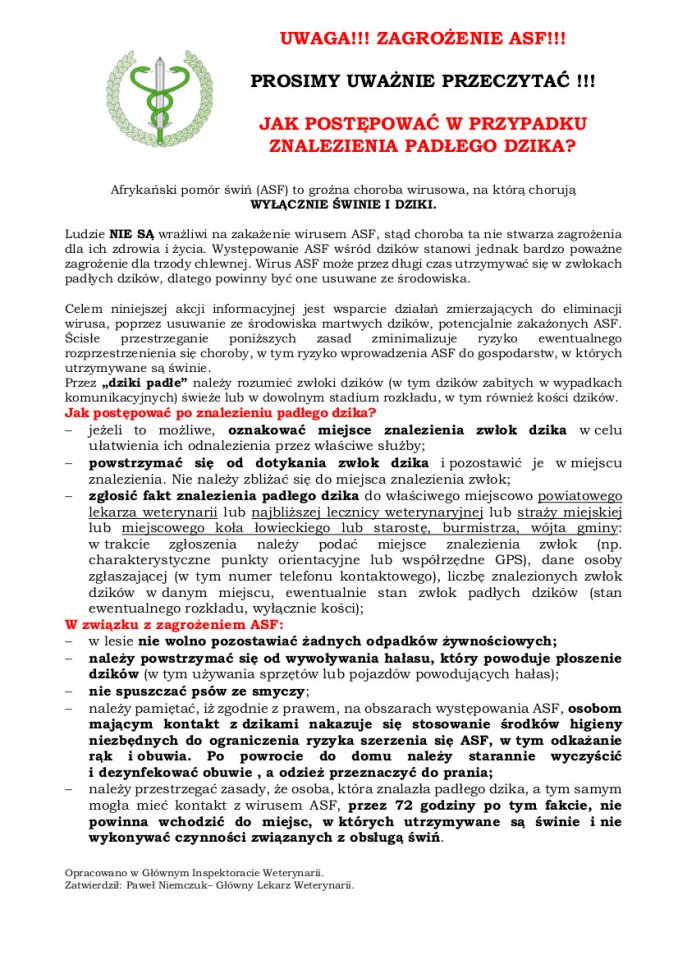 UWAGA!!! ZAGROŻENIE ASF!!!
PROSIMY UWAŻNIE PRZECZYTAĆ !!!
JAK POSTĘPOWAĆ W PRZYPADKU
ZNALEZIENIA PADŁEGO DZIKA?
Afrykański pomór świń (ASF) to groźna choroba wirusowa, na którą chorują
WYŁĄCZNIE ŚWINIE I DZIKI.
Ludzie NIE SĄ wrażliwi na zakażenie wirusem ASF, stąd choroba ta nie stwarza zagrożenia
dla ich zdrowia i życia. Występowanie ASF wśród dzików stanowi jednak bardzo poważne
zagrożenie dla trzody chlewnej. Wirus ASF może przez długi czas utrzymywać się w zwłokach
padłych dzików, dlatego powinny być one usuwane ze środowiska.
Celem niniejszej akcji informacyjnej jest wsparcie działań zmierzających do eliminacji
wirusa, poprzez usuwanie ze środowiska martwych dzików, potencjalnie zakażonych ASF.
Ścisłe przestrzeganie poniższych zasad zminimalizuje ryzyko ewentualnego
rozprzestrzenienia się choroby, w tym ryzyko wprowadzenia ASF do gospodarstw, w których
utrzymywane są świnie.
Przez „dziki padłe” należy rozumieć zwłoki dzików (w tym dzików zabitych w wypadkach
komunikacyjnych) świeże lub w dowolnym stadium rozkładu, w tym również kości dzików.
Jak postępować po znalezieniu padłego dzika?
– jeżeli to możliwe, oznakować miejsce znalezienia zwłok dzika w celu
ułatwienia ich odnalezienia przez właściwe służby;
– powstrzymać się od dotykania zwłok dzika i pozostawić je w miejscu
znalezienia. Nie należy zbliżać się do miejsca znalezienia zwłok;
– zgłosić fakt znalezienia padłego dzika do właściwego miejscowo powiatowego
lekarza weterynarii lub najbliższej lecznicy weterynaryjnej lub straży miejskiej
lub miejscowego koła łowieckiego lub starostę, burmistrza, wójta gminy:
w trakcie zgłoszenia należy podać miejsce znalezienia zwłok (np.
charakterystyczne punkty orientacyjne lub współrzędne GPS), dane osoby
zgłaszającej (w tym numer telefonu kontaktowego), liczbę znalezionych zwłok
dzików w danym miejscu, ewentualnie stan zwłok padłych dzików (stan
ewentualnego rozkładu, wyłącznie kości);
W związku z zagrożeniem ASF:
– w lesie nie wolno pozostawiać żadnych odpadków żywnościowych;
– należy powstrzymać się od wywoływania hałasu, który powoduje płoszenie
dzików (w tym używania sprzętów lub pojazdów powodujących hałas);
– nie spuszczać psów ze smyczy;
– należy pamiętać, iż zgodnie z prawem, na obszarach występowania ASF, osobom
mającym kontakt z dzikami nakazuje się stosowanie środków higieny
niezbędnych do ograniczenia ryzyka szerzenia się ASF, w tym odkażanie
rąk i obuwia. Po powrocie do domu należy starannie wyczyścić
i dezynfekować obuwie , a odzież przeznaczyć do prania;
– należy przestrzegać zasady, że osoba, która znalazła padłego dzika, a tym samym
mogła mieć kontakt z wirusem ASF, przez 72 godziny po tym fakcie, nie
powinna wchodzić do miejsc, w których utrzymywane są świnie i nie
wykonywać czynności związanych z obsługą świń.
Opracowano w Głównym Inspektoracie Weterynarii.
Zatwierdził: Paweł Niemczuk– Główny Lekarz Weterynarii.